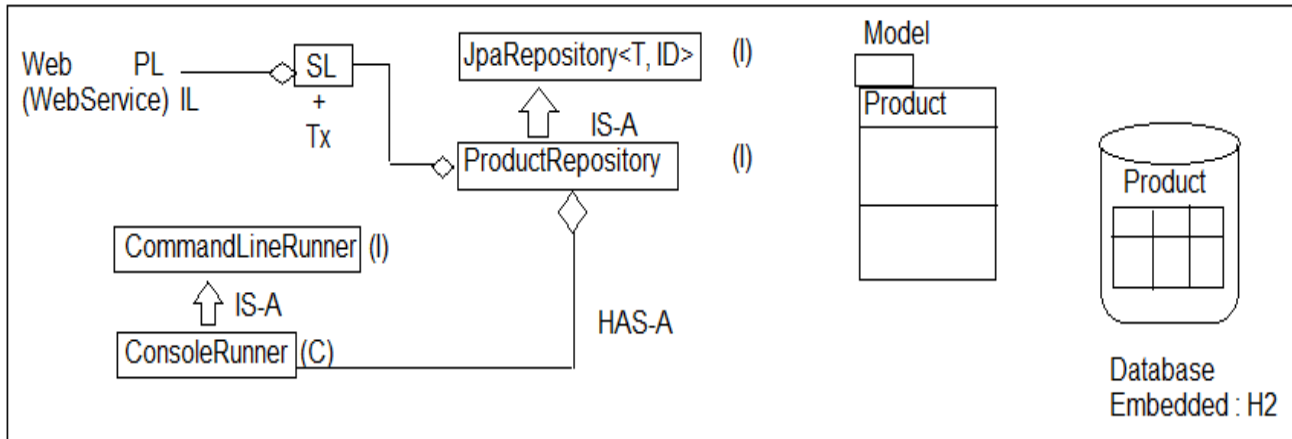 Web PL
(WebService) IL
SL
+
Tx
JpaRepository<T, ID>
(I)
IS-A
ProductRepository
(I)
CommandLineRunner
(I)
IS-A
ConsoleRunner
(C)
HAS-A
Model
Product
Product
Database
Embedded : H2